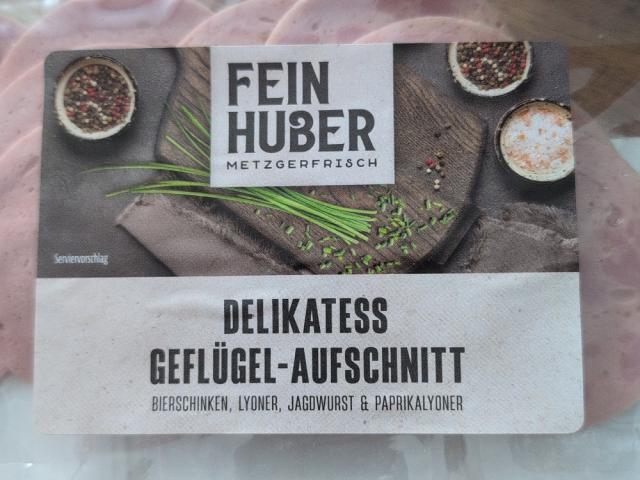 FEIN
HUBER
METZGERFRISCH
Serviervorschlag
DELIKATESS
GEFLÜGEL-AUFSCHNITT
BIERSCHINKEN, LYONER, JAGDWURST & PAPRIKALYONER